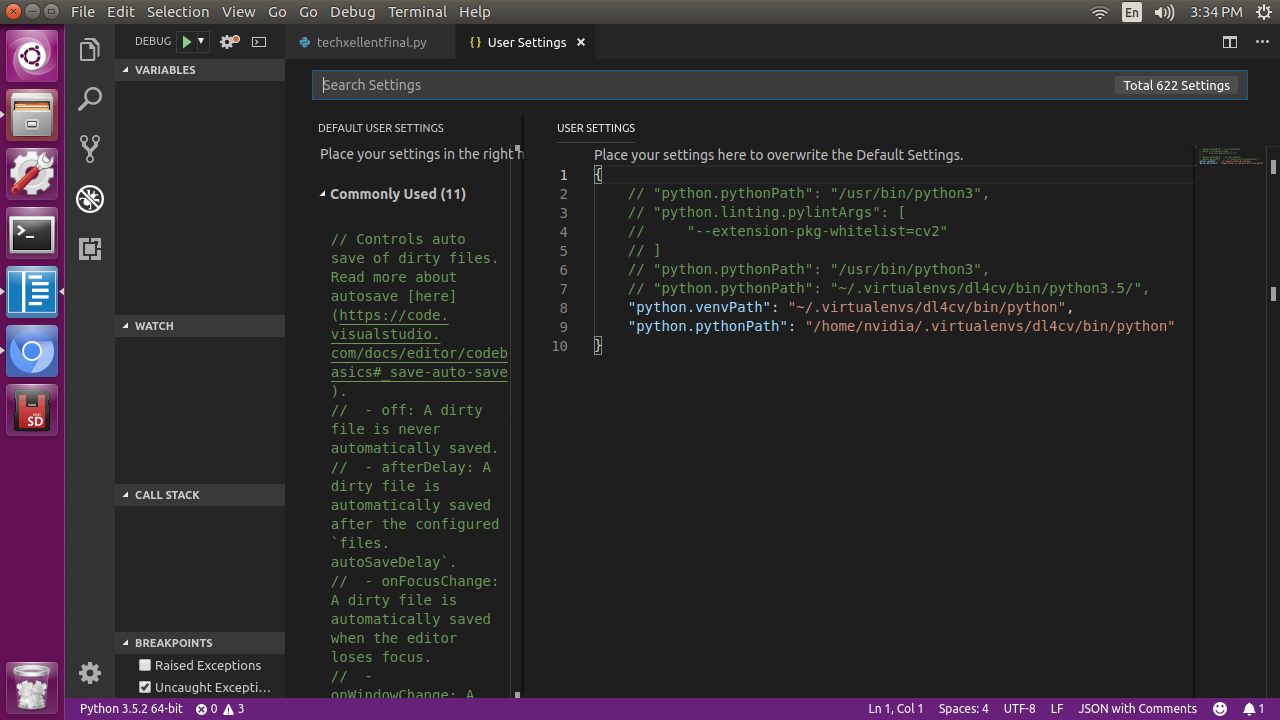 File Edit Selection View Go Go Debug Terminal Help
En 3:34 PM
DEBUG
techxellentfinal.py
{ } User Settings ×
VARIABLES
WATCH
CALL STACK
BREAKPOINTS
Raised Exceptions
Uncaught Excepti...
Search Settings
Total 622 Settings
DEFAULT USER SETTINGS
Place your settings in the right h
Commonly Used (11)
// Controls auto
save of dirty files.
Read more about
autosave [here]
(https://code.
visualstudio.
com/docs/editor/codeb
asics#_save-auto-save
).
//  - off: A dirty
file is never
automatically saved.
//  - afterDelay: A
dirty file is
automatically saved
after the configured
`files.
autoSaveDelay`.
//  - onFocusChange:
A dirty file is
automatically saved
when the editor
loses focus.
//  -
onWindowChange: A
USER SETTINGS
Place your settings here to overwrite the Default Settings.
1 {
2 // "python.pythonPath": "/usr/bin/python3",
3 // "python.linting.pylintArgs": [
4 //     "--extension-pkg-whitelist=cv2"
5 // ]
6 // "python.pythonPath": "/usr/bin/python3",
7 // "python.pythonPath": "~/.virtualenvs/dl4cv/bin/python3.5/",
8 "python.venvPath": "~/.virtualenvs/dl4cv/bin/python",
9 "python.pythonPath": "/home/nvidia/.virtualenvs/dl4cv/bin/python"
10 }
MMC
SD
Python 3.5.2 64-bit 0 3 Ln 1, Col 1 Spaces: 4 UTF-8 LF JSON with Comments 1